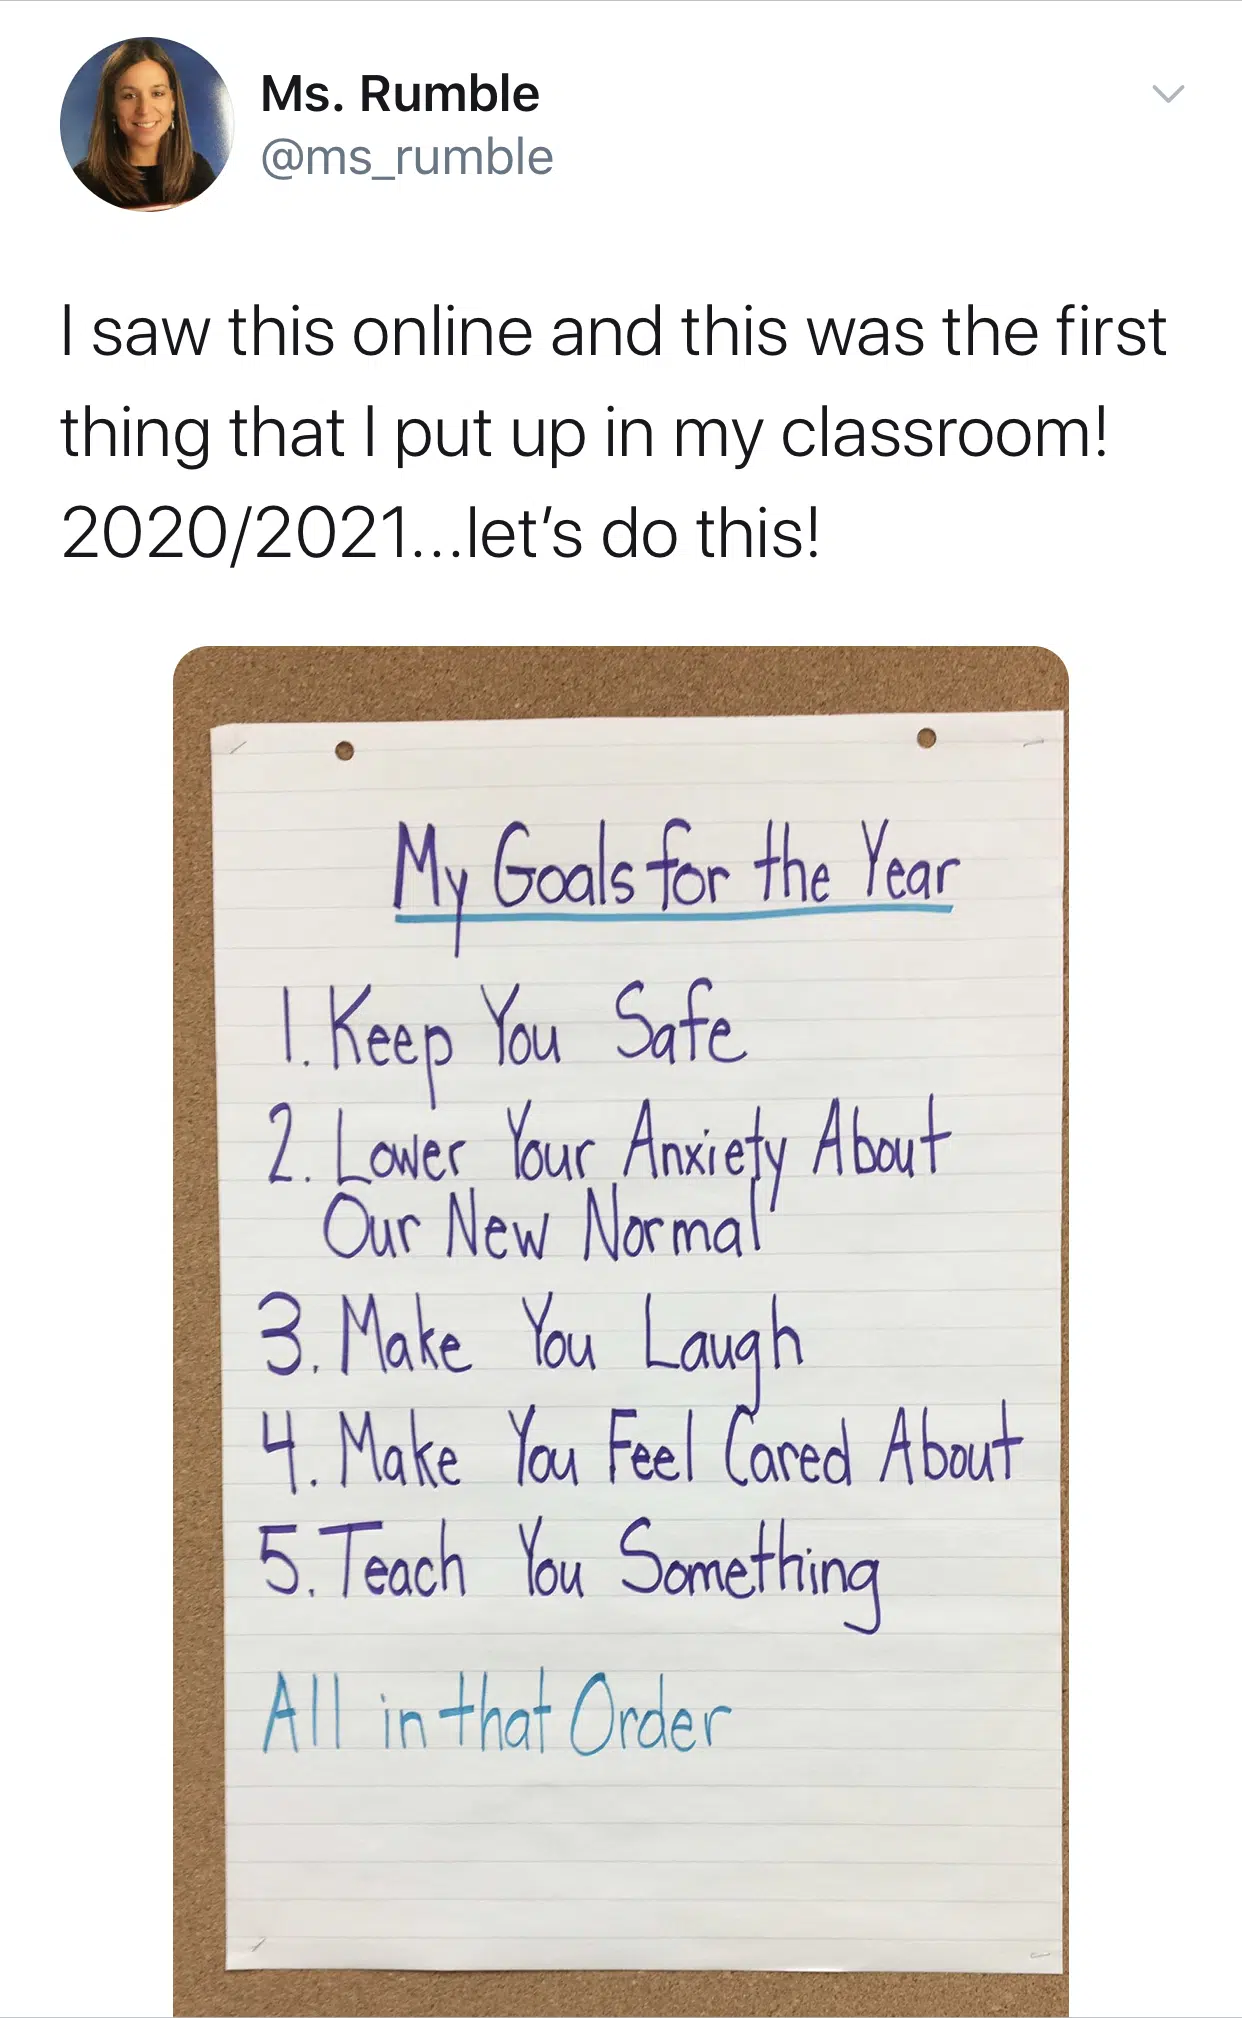 Ms. Rumble
@ms_rumble
I saw this online and this was the first
thing that I put up in my classroom!
2020/2021...let’s do this!
My Goals for the Year
1. Keep You Safe
2. Lower Your Anxiety About
Our New Normal
3. Make You Laugh
4. Make You Feel Cared About
5. Teach You Something
All in that Order